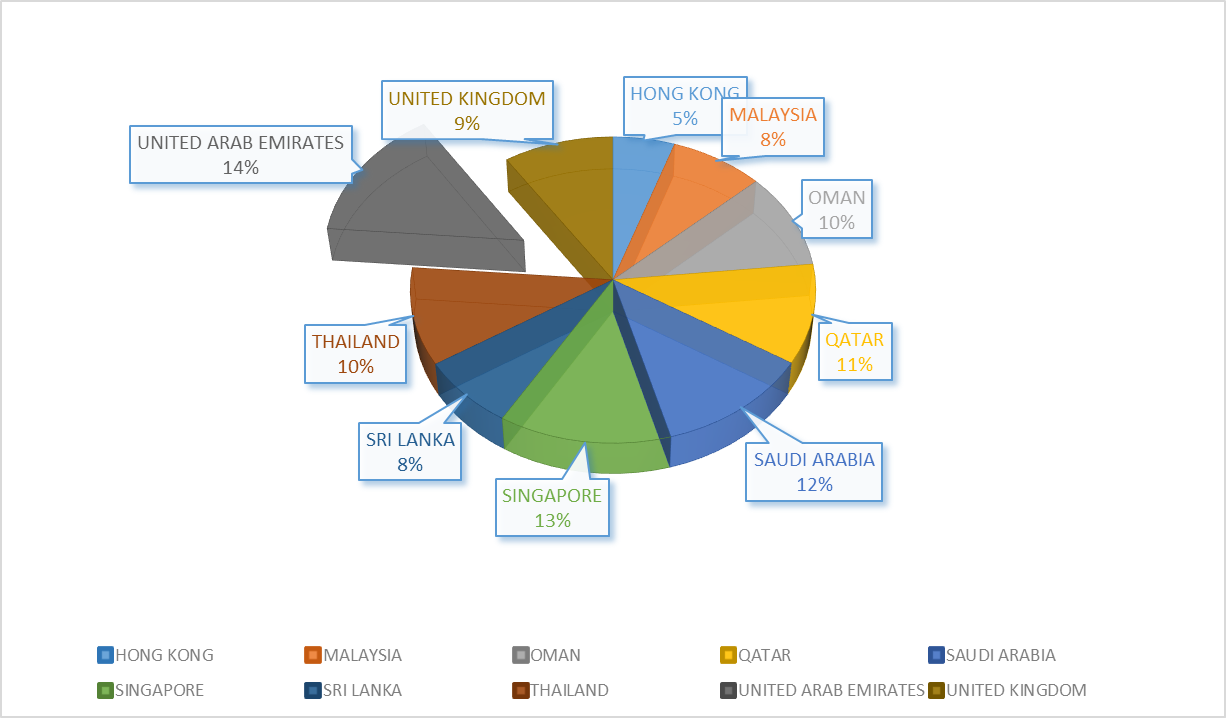 UNITED KINGDOM
9%
HONG KONG
5%
MALAYSIA
8%
UNITED ARAB EMIRATES
14%
OMAN
10%
THAILAND
10%
QATAR
11%
SRI LANKA
8%
SAUDI ARABIA
12%
SINGAPORE
13%
HONG KONG
MALAYSIA
OMAN
QATAR
SAUDI ARABIA
SINGAPORE
SRI LANKA
THAILAND
UNITED ARAB EMIRATES
UNITED KINGDOM